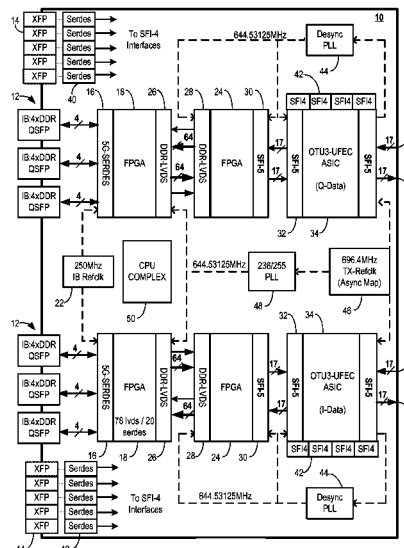 14
XFP Serdes
XFP Serdes
XFP Serdes
XFP Serdes
XFP Serdes
To SFI-4
Interfaces
40
10
644.53125MHz
Desync
PLL
44
42
12
16 18 26 28 24 30
SFI4 SFI4 SFI4 SFI4
IB:4xDDR
QSFP
4
IB:4xDDR
QSFP
4
IB:4xDDR
QSFP
4
FPGA
DDR-LVDS
64
DDR-LVDS
FPGA
SFI-5
17
17
SFI-5
OTU3-UFEC
ASIC
(Q-Data)
SFI-5
17
17
32 34
250Mhz
IB Refclk
22
CPU
COMPLEX
50
644.53125MHz
236/255
PLL
48
696.4MHz
TX-Refclk
(Async Map)
46
12
32 34
IB:4xDDR
QSFP
4
IB:4xDDR
QSFP
4
IB:4xDDR
QSFP
4
FPGA
76 lvds / 20
serdes
DDR-LVDS
64
DDR-LVDS
FPGA
SFI-5
17
17
SFI-5
OTU3-UFEC
ASIC
(I-Data)
SFI-5
17
17
16 18 26 28 24 30
SFI4 SFI4 SFI4 SFI4
42
44
644.53125MHz
Desync
PLL
XFP Serdes
XFP Serdes
XFP Serdes
XFP Serdes
To SFI-4
Interfaces